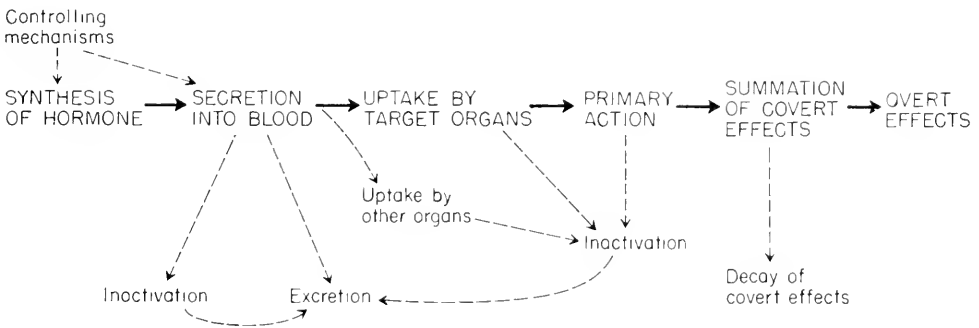 Controlling
mechanisms
SYNTHESIS
OF HORMONE
SECRETION
INTO BLOOD
UPTAKE BY
TARGET ORGANS
PRIMARY
ACTION
SUMMATION
OF COVERT
EFFECTS
OVERT
EFFECTS
Uptake by
other organs
Inactivation
Inactivation
Excretion
Decay of
covert effects